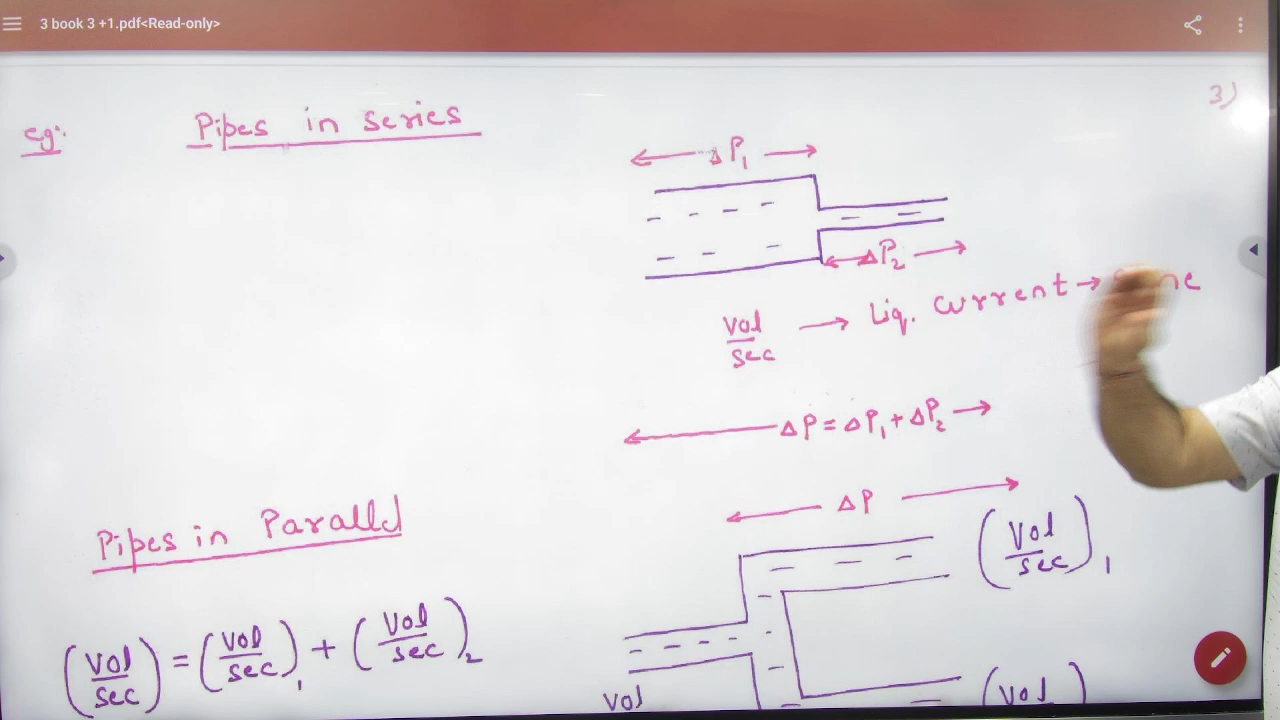 3 book 3 +1.pdf<Read-only>
3)
eg:
Pipes in series
ΔP₁
ΔP₂
Vol/sec → Liq. Current →
ΔP = ΔP₁ + ΔP₂
Pipes in Parallel
ΔP
(Vol/sec)₁
(Vol/sec) = (Vol/sec)₁ + (Vol/sec)₂
Vol
(Vol)